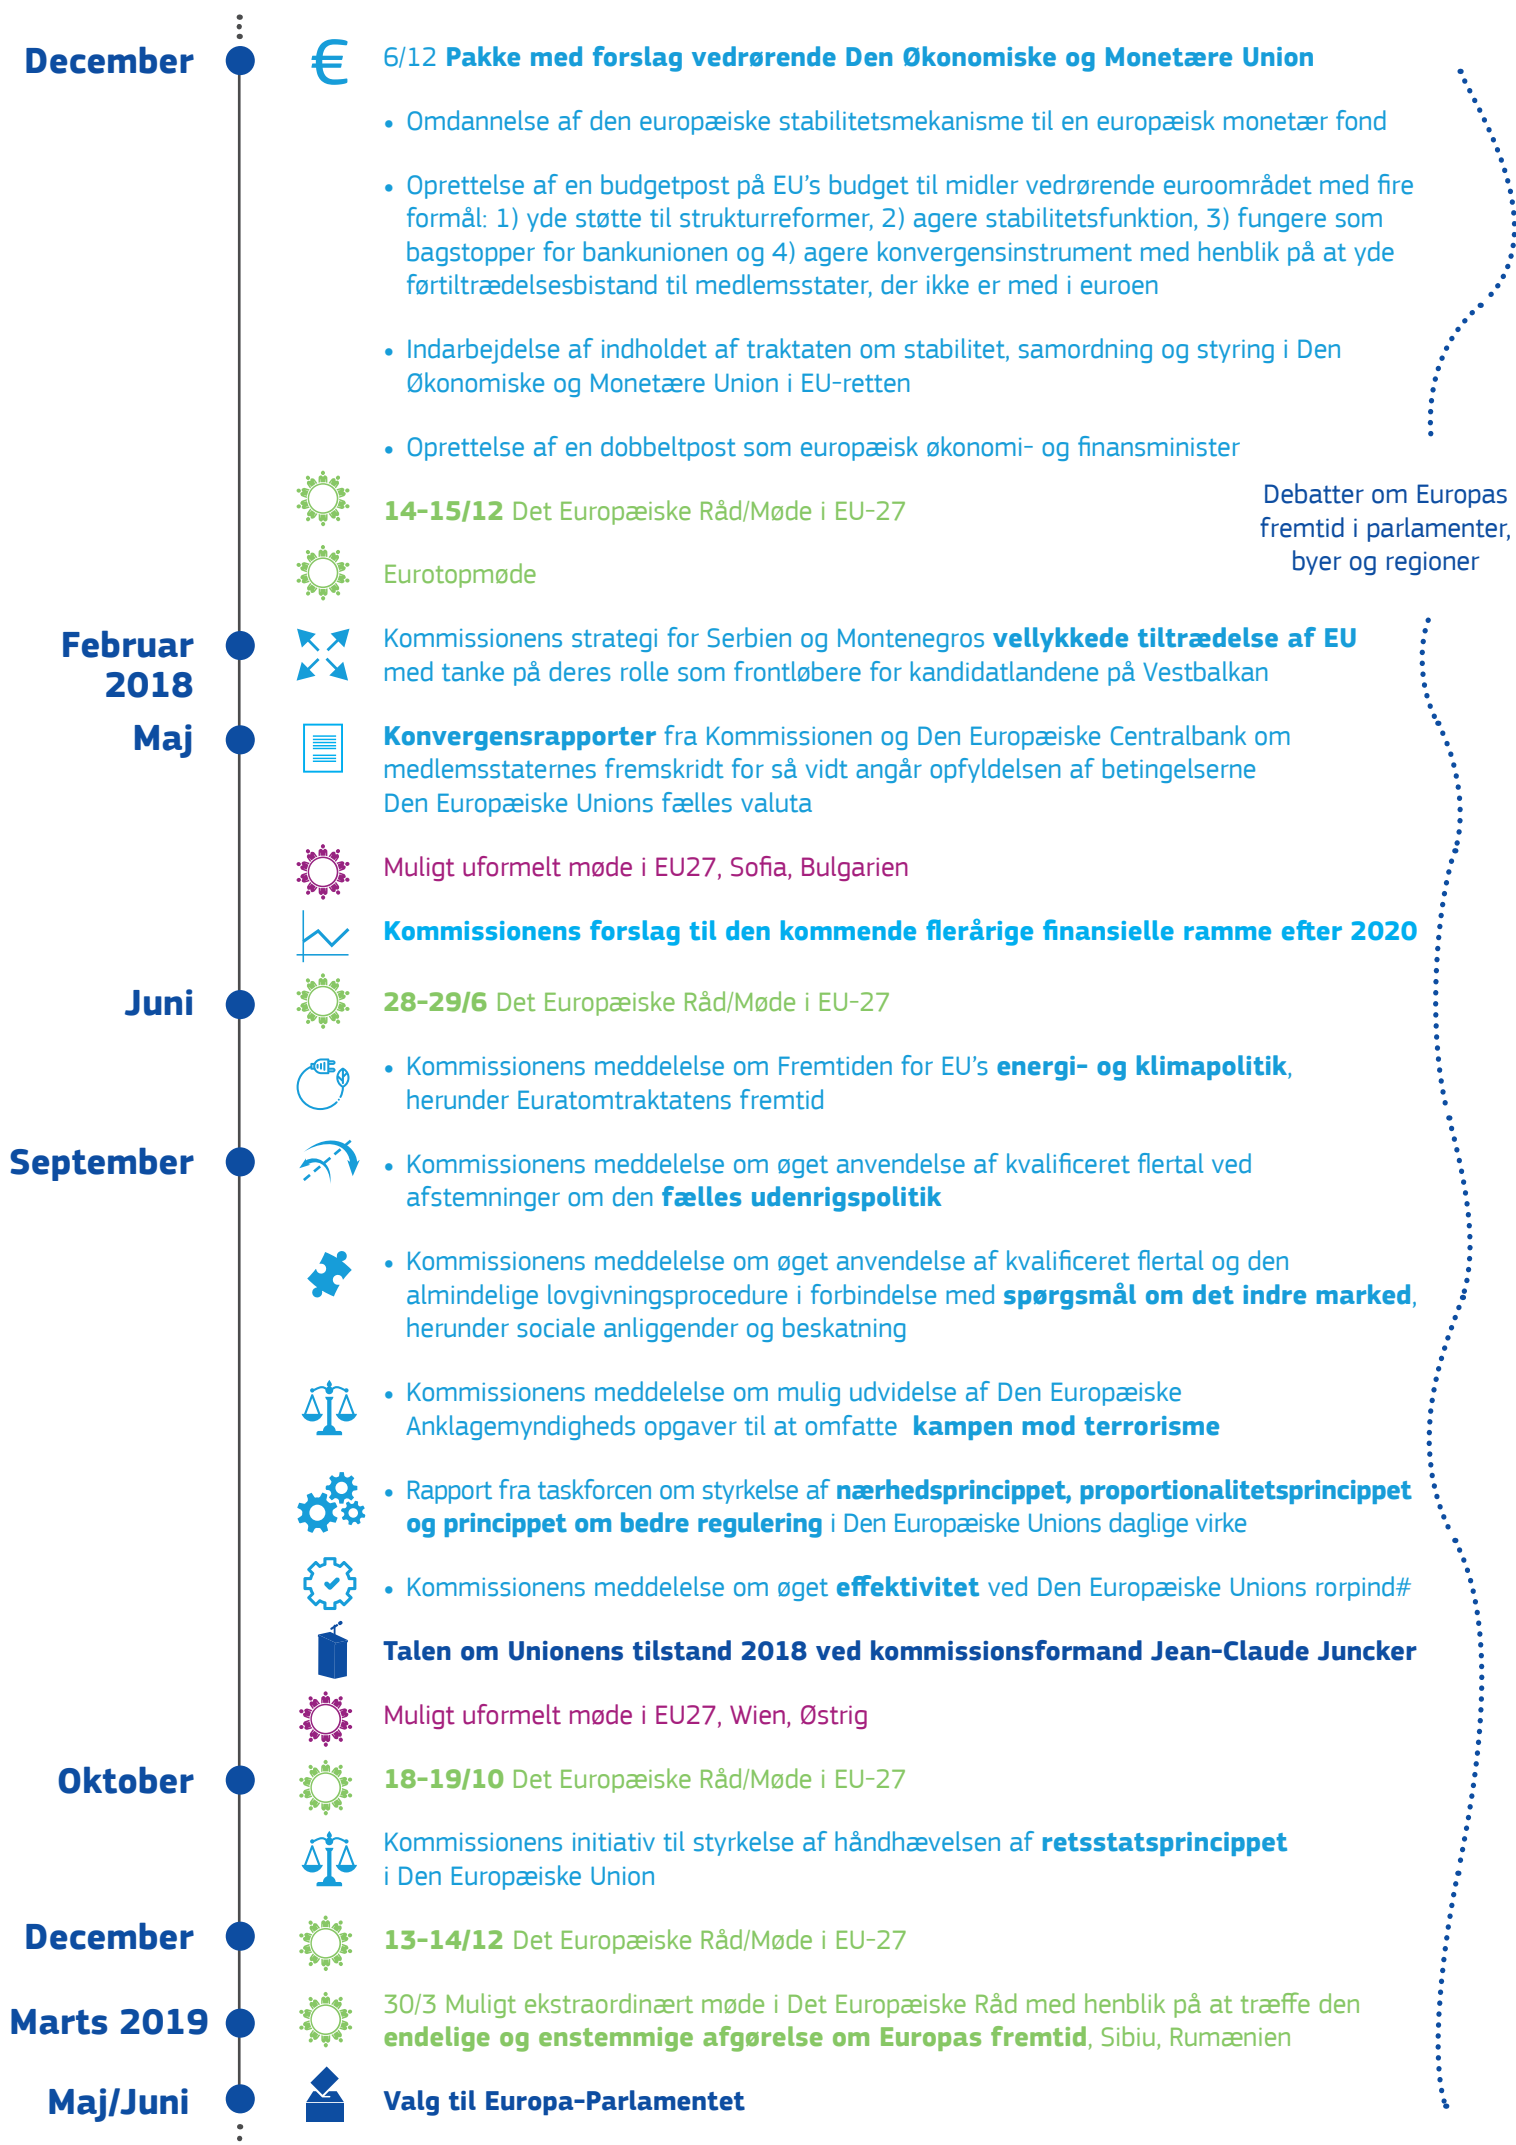 December
€ 6/12 Pakke med forslag vedrørende Den Økonomiske og Monetære Union
• Omdannelse af den europæiske stabilitetsmekanisme til en europæisk monetær fond
• Oprettelse af en budgetpost på EU’s budget til midler vedrørende euroområdet med fire
formål: 1) yde støtte til strukturreformer, 2) agere stabilitetsfunktion, 3) fungere som
bagstopper for bankunionen og 4) agere konvergensinstrument med henblik på at yde
førtiltrædelsesbistand til medlemsstater, der ikke er med i euroen
• Indarbejdelse af indholdet af traktaten om stabilitet, samordning og styring i Den
Økonomiske og Monetære Union i EU-retten
• Oprettelse af en dobbeltpost som europæisk økonomi- og finansminister
14-15/12 Det Europæiske Råd/Møde i EU-27
Eurotopmøde
Debatter om Europas
fremtid i parlamenter,
byer og regioner
Februar
2018
Kommissionens strategi for Serbien og Montenegros vellykkede tiltrædelse af EU
med tanke på deres rolle som frontløbere for kandidatlandene på Vestbalkan
Maj
Konvergensrapporter fra Kommissionen og Den Europæiske Centralbank om
medlemsstaternes fremskridt for så vidt angår opfyldelsen af betingelserne
Den Europæiske Unions fælles valuta
Muligt uformelt møde i EU27, Sofia, Bulgarien
Kommissionens forslag til den kommende flerårige finansielle ramme efter 2020
Juni
28-29/6 Det Europæiske Råd/Møde i EU-27
• Kommissionens meddelelse om Fremtiden for EU’s energi- og klimapolitik,
herunder Euratomtraktatens fremtid
September
• Kommissionens meddelelse om øget anvendelse af kvalificeret flertal ved
afstemninger om den fælles udenrigspolitik
• Kommissionens meddelelse om øget anvendelse af kvalificeret flertal og den
almindelige lovgivningsprocedure i forbindelse med spørgsmål om det indre marked,
herunder sociale anliggender og beskatning
• Kommissionens meddelelse om mulig udvidelse af Den Europæiske
Anklagemyndigheds opgaver til at omfatte kampen mod terrorisme
• Rapport fra taskforcen om styrkelse af nærhedsprincippet, proportionalitetsprincippet
og princippet om bedre regulering i Den Europæiske Unions daglige virke
• Kommissionens meddelelse om øget effektivitet ved Den Europæiske Unions rorpind#
Talen om Unionens tilstand 2018 ved kommissionsformand Jean-Claude Juncker
Muligt uformelt møde i EU27, Wien, Østrig
Oktober
18-19/10 Det Europæiske Råd/Møde i EU-27
Kommissionens initiativ til styrkelse af håndhævelsen af retsstatsprincippet
i Den Europæiske Union
December
13-14/12 Det Europæiske Råd/Møde i EU-27
Marts 2019
30/3 Muligt ekstraordinært møde i Det Europæiske Råd med henblik på at træffe den
endelige og enstemmige afgørelse om Europas fremtid, Sibiu, Rumænien
Maj/Juni
Valg til Europa-Parlamentet